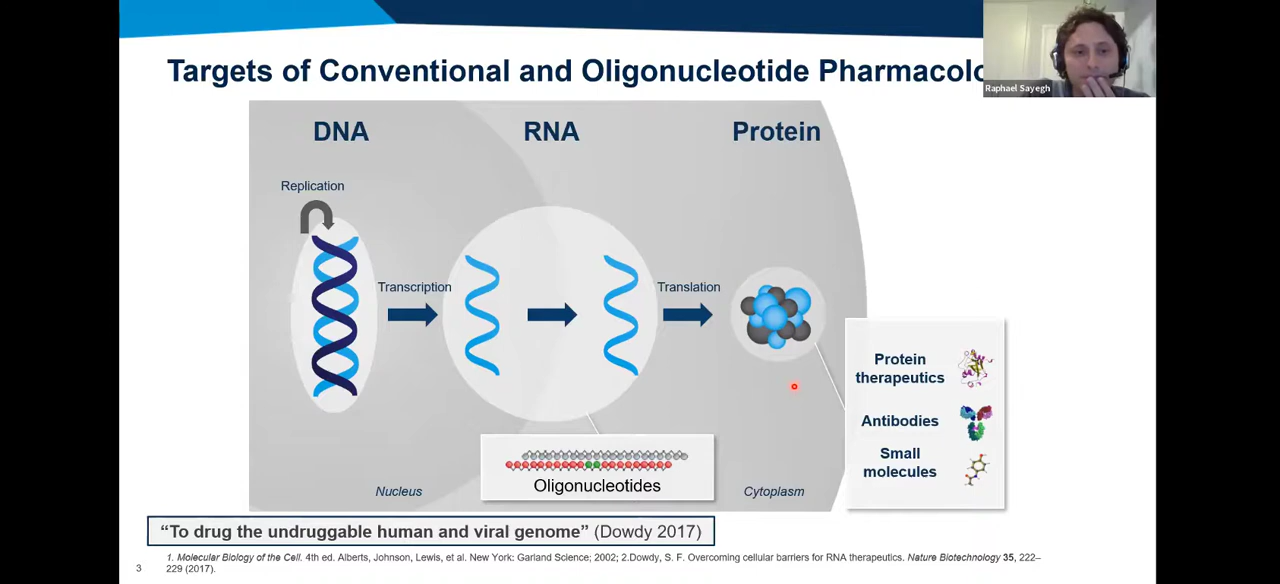 Targets of Conventional and Oligonucleotide
Raphael Sayegh
DNA
RNA
Protein
Replication
Transcription
Translation
Protein
therapeutics
Antibodies
Small
molecules
Oligonucleotides
Nucleus
Cytoplasm
“To drug the undruggable human and viral genome” (Dowdy 2017)
1. Molecular Biology of the Cell. 4th ed. Alberts, Johnson, Lewis, et al. New York: Garland Science; 2002; 2.Dowdy, S. F. Overcoming cellular barriers for RNA therapeutics. Nature Biotechnology 35, 222–
229 (2017).
3